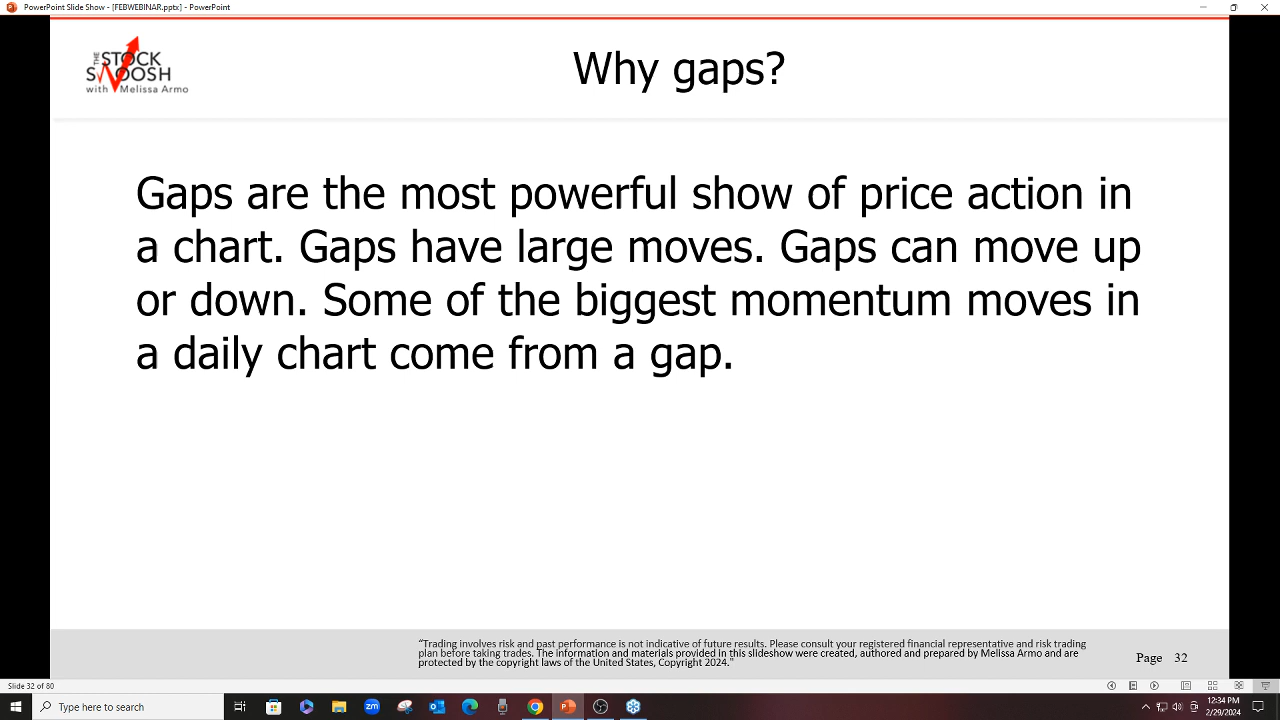 PowerPoint Slide Show - [FEBWEBINAR.pptx] - PowerPoint
THE
STOCK
SWOOSH
with Melissa Armo
Why gaps?
Gaps are the most powerful show of price action in
a chart. Gaps have large moves. Gaps can move up
or down. Some of the biggest momentum moves in
a daily chart come from a gap.
"Trading involves risk and past performance is not indicative of future results. Please consult your registered financial representative and risk trading
plan before taking trades. The information and materials provided in this slideshow were created, authored and prepared by Melissa Armo and are
protected by the copyright laws of the United States, Copyright 2024."
Page 32
Slide 32 of 80
Type here to search
zm
12:34 PM
2/29/2024